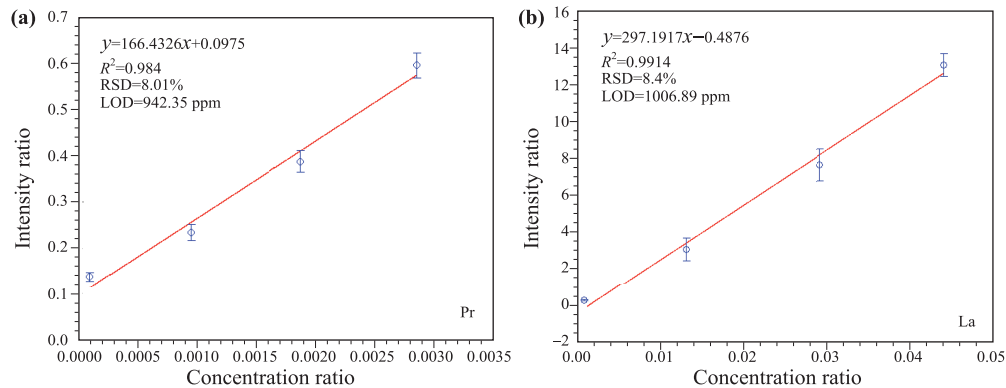 (a)
0.7
0.6
0.5
0.4
0.3
0.2
0.1
0.0
Intensity ratio
y=166.4326x+0.0975
R²=0.984
RSD=8.01%
LOD=942.35 ppm
Pr
0.0000 0.0005 0.0010 0.0015 0.0020 0.0025 0.0030 0.0035
Concentration ratio
(b)
16
14
12
10
8
6
4
2
0
−2
Intensity ratio
y=297.1917x−0.4876
R²=0.9914
RSD=8.4%
LOD=1006.89 ppm
La
0.00 0.01 0.02 0.03 0.04 0.05
Concentration ratio